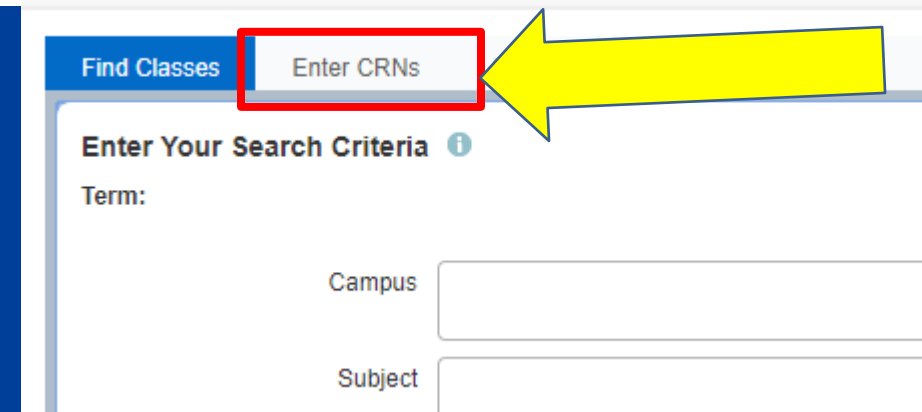 Find Classes Enter CRNs
Enter Your Search Criteria
Term:
Campus
Subject